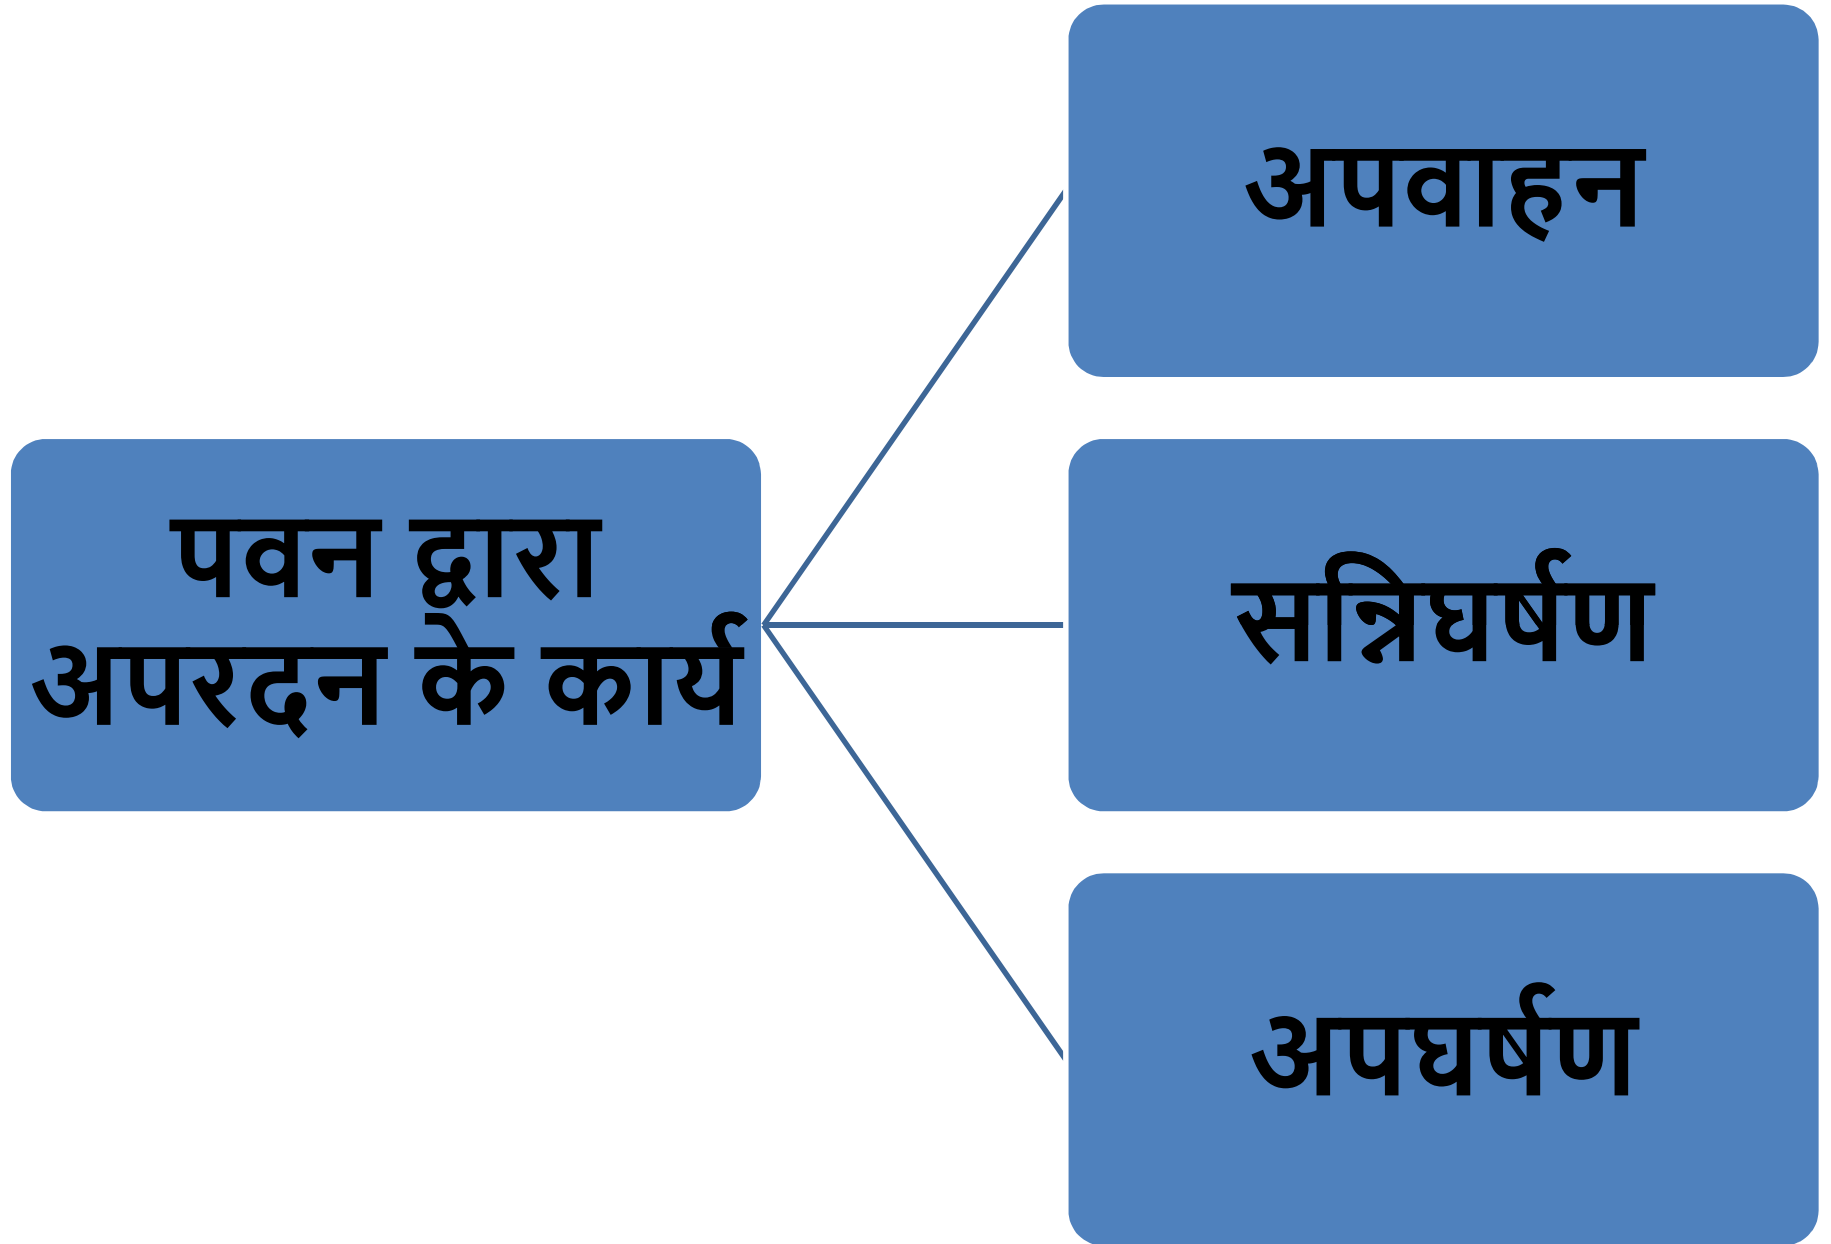 पवन द्वारा
अपरदन के कार्य
अपवाहन
सन्निघर्षण
अपघर्षण